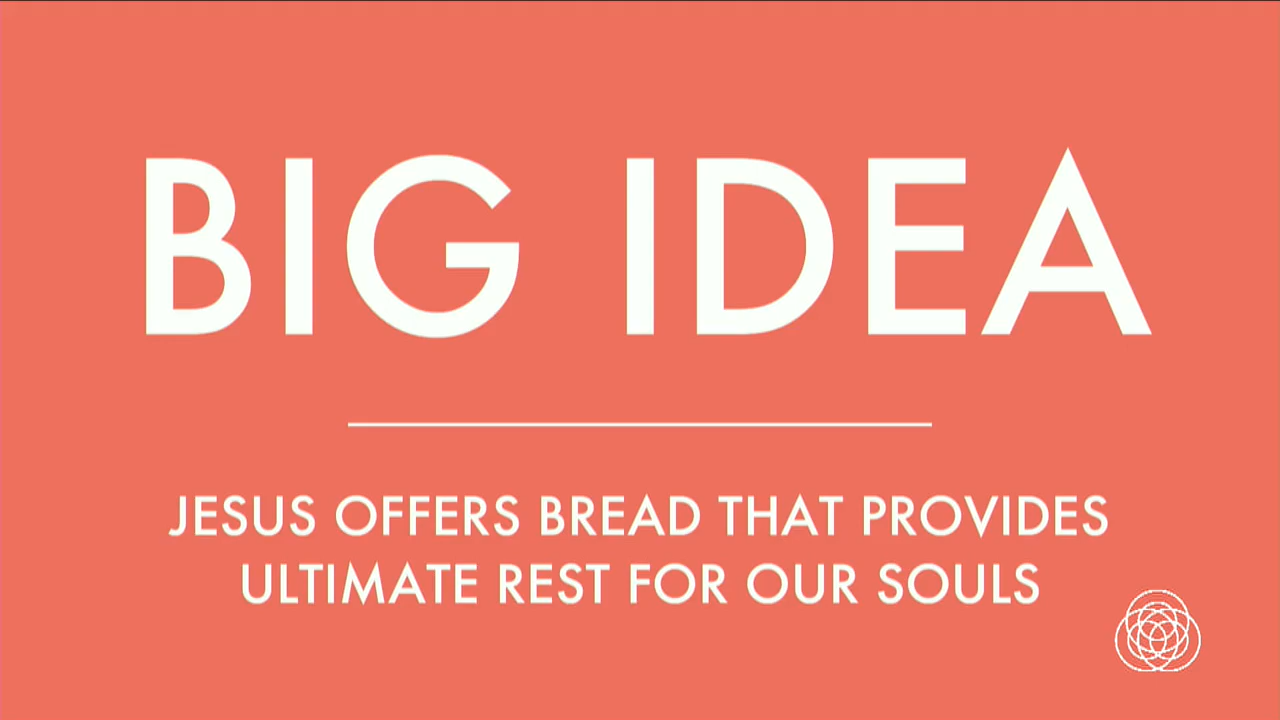 BIG IDEA
JESUS OFFERS BREAD THAT PROVIDES
ULTIMATE REST FOR OUR SOULS